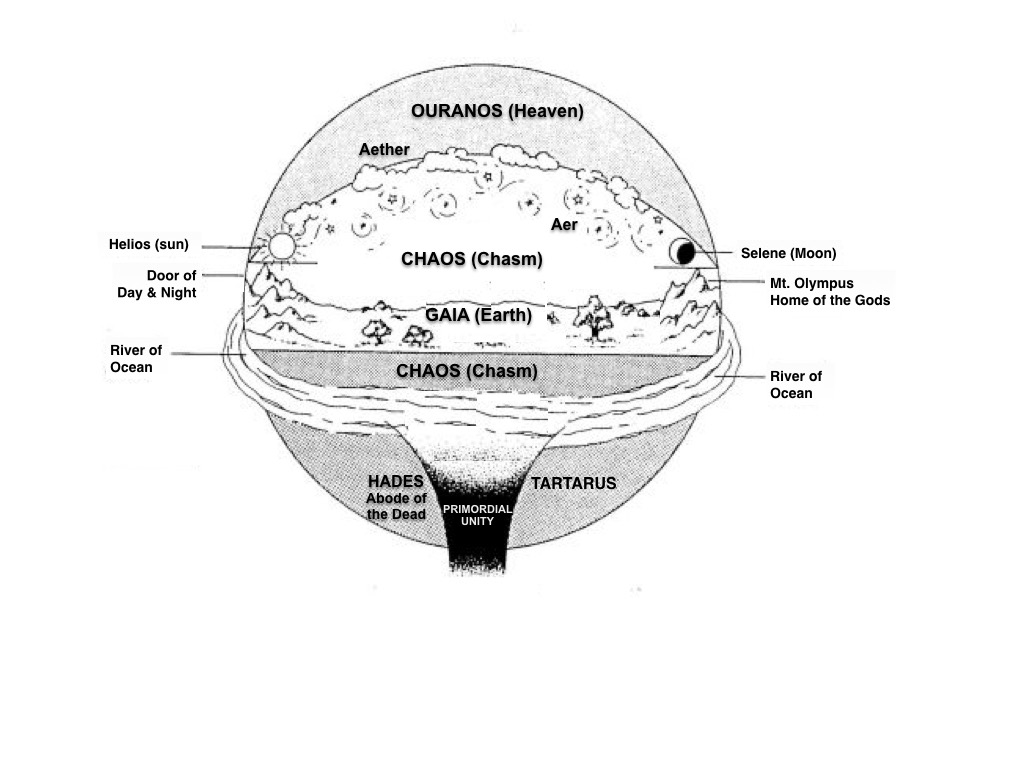 OURANOS (Heaven)
Aether
Aer
Helios (sun)
CHAOS (Chasm)
Selene (Moon)
Door of
Day & Night
Mt. Olympus
Home of the Gods
GAIA (Earth)
River of
Ocean
CHAOS (Chasm)
River of
Ocean
HADES
Abode of
the Dead
TARTARUS
PRIMORDIAL
UNITY